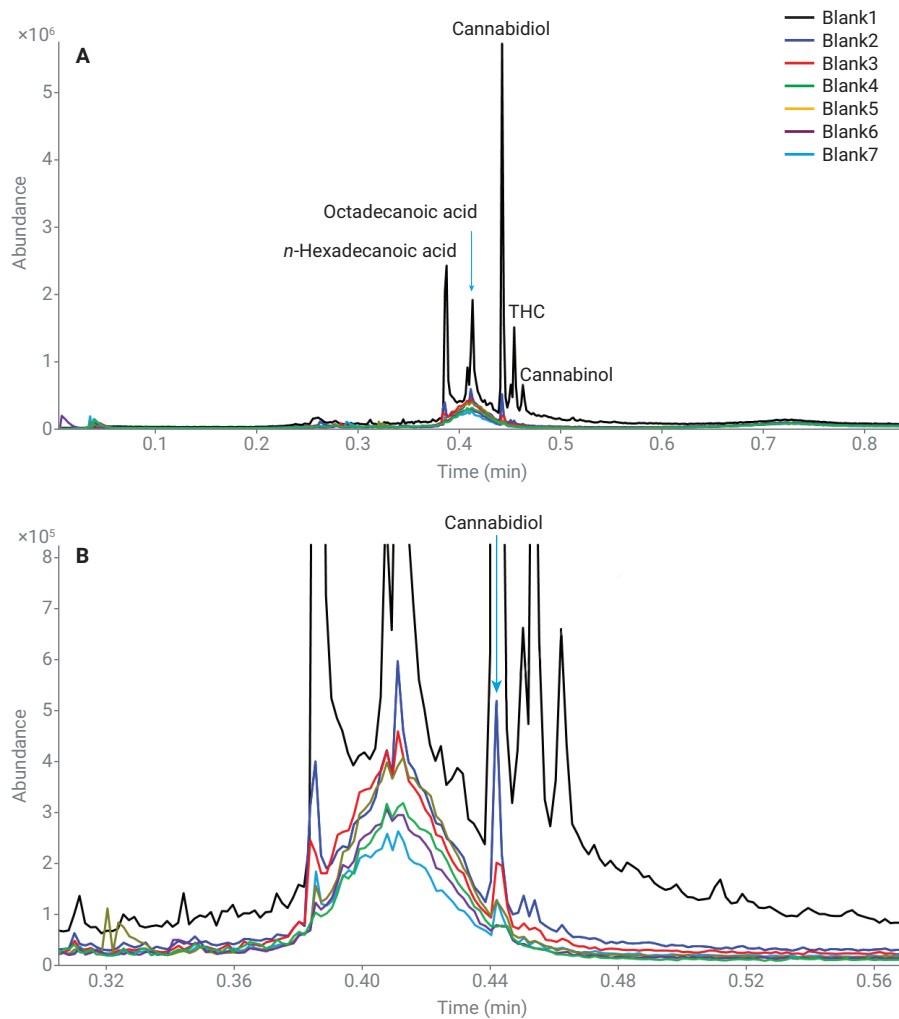 ×10⁶
A
Cannabidiol
Blank1
Blank2
Blank3
Blank4
Blank5
Blank6
Blank7
Octadecanoic acid
n-Hexadecanoic acid
THC
Cannabinol
Abundance
5
4
3
2
1
0
0.1 0.2 0.3 0.4 0.5 0.6 0.7 0.8
Time (min)
Cannabidiol
×10⁵
B
Abundance
8
7
6
5
4
3
2
1
0
0.32 0.36 0.40 0.44 0.48 0.52 0.56
Time (min)